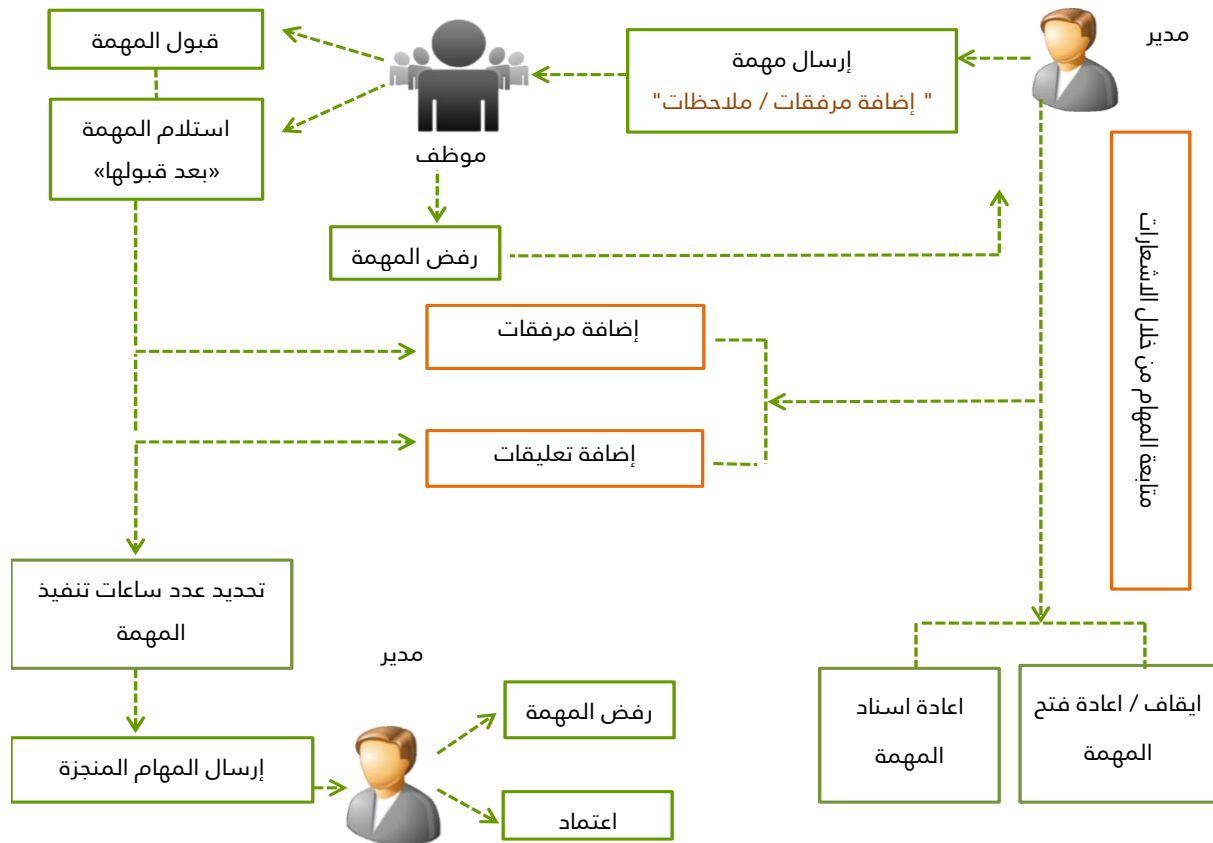 مدير
إرسال مهمة
" إضافة مرفقات / ملاحظات"
موظف
قبول المهمة
استلام المهمة
«بعد قبولها»
رفض المهمة
متابعة المهام من خلال الاشعارات
إضافة مرفقات
إضافة تعليقات
تحديد عدد ساعات تنفيذ
المهمة
إرسال المهام المنجزة
مدير
رفض المهمة
اعتماد
ايقاف / اعادة فتح
المهمة
اعادة اسناد
المهمة